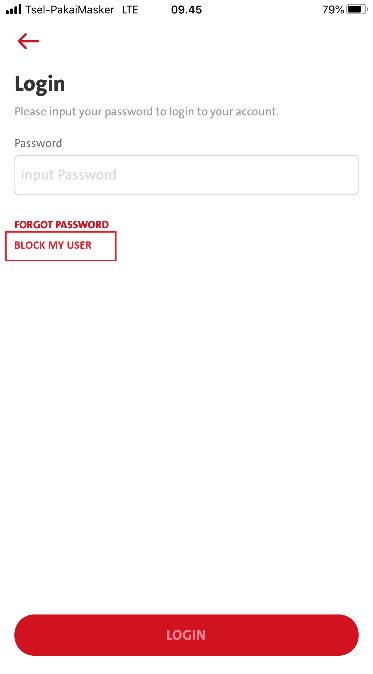 Tsel-PakaiMasker LTE 09.45 79%
Login
Please input your password to login to your account.
Password
Input Password
FORGOT PASSWORD
BLOCK MY USER
LOGIN